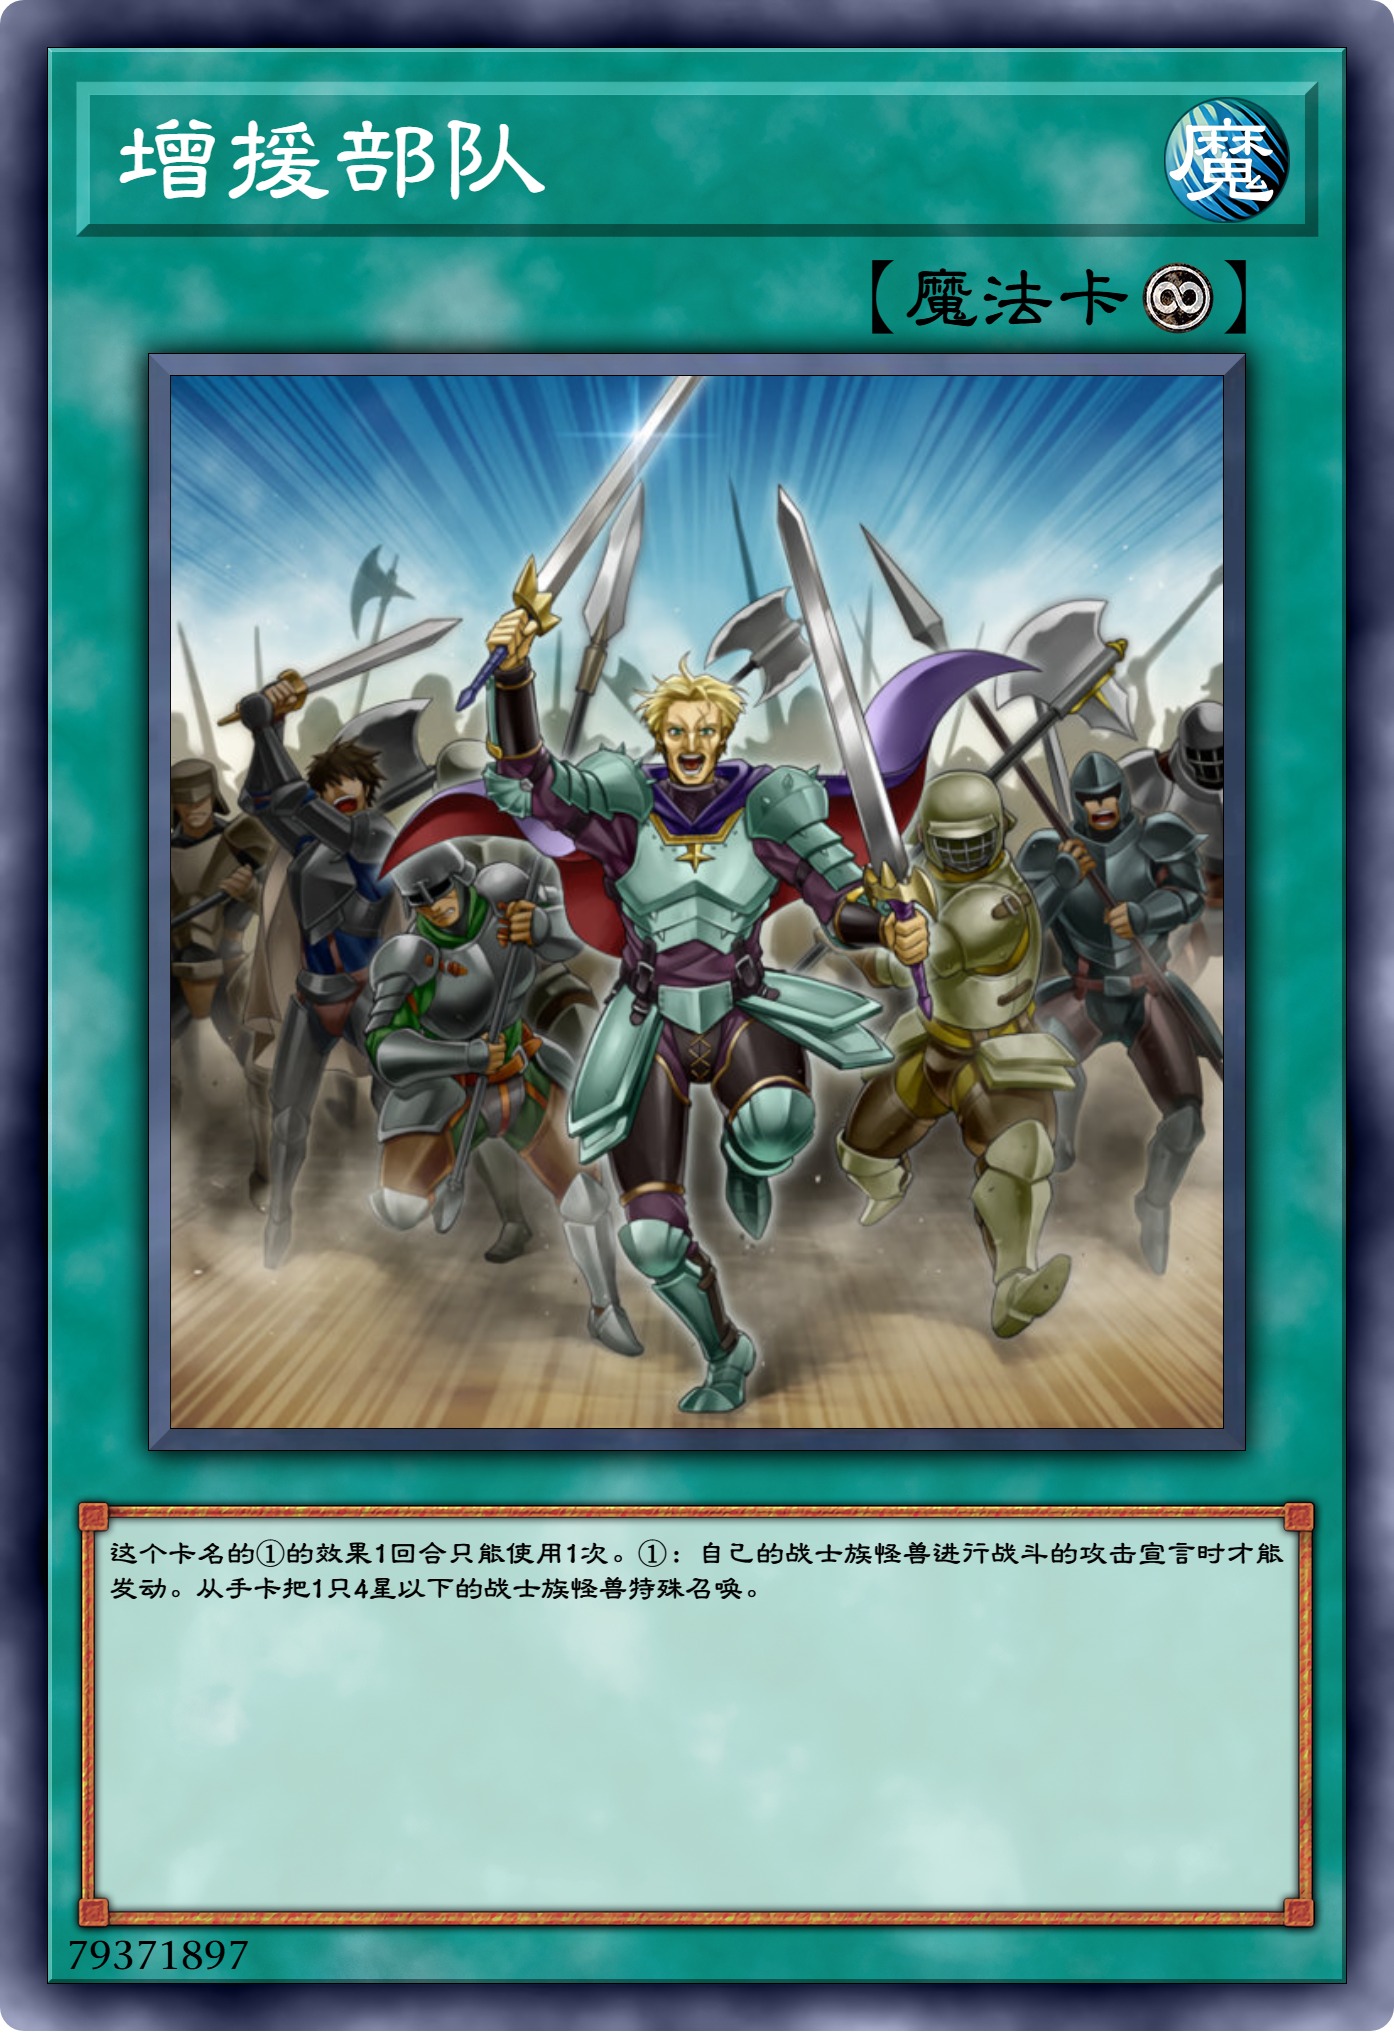 增援部队
魔
【魔法卡】
这个卡名的①的效果1回合只能使用1次。①：自己的战士族怪兽进行战斗的攻击宣言时才能
发动。从手卡把1只4星以下的战士族怪兽特殊召唤。
79371897